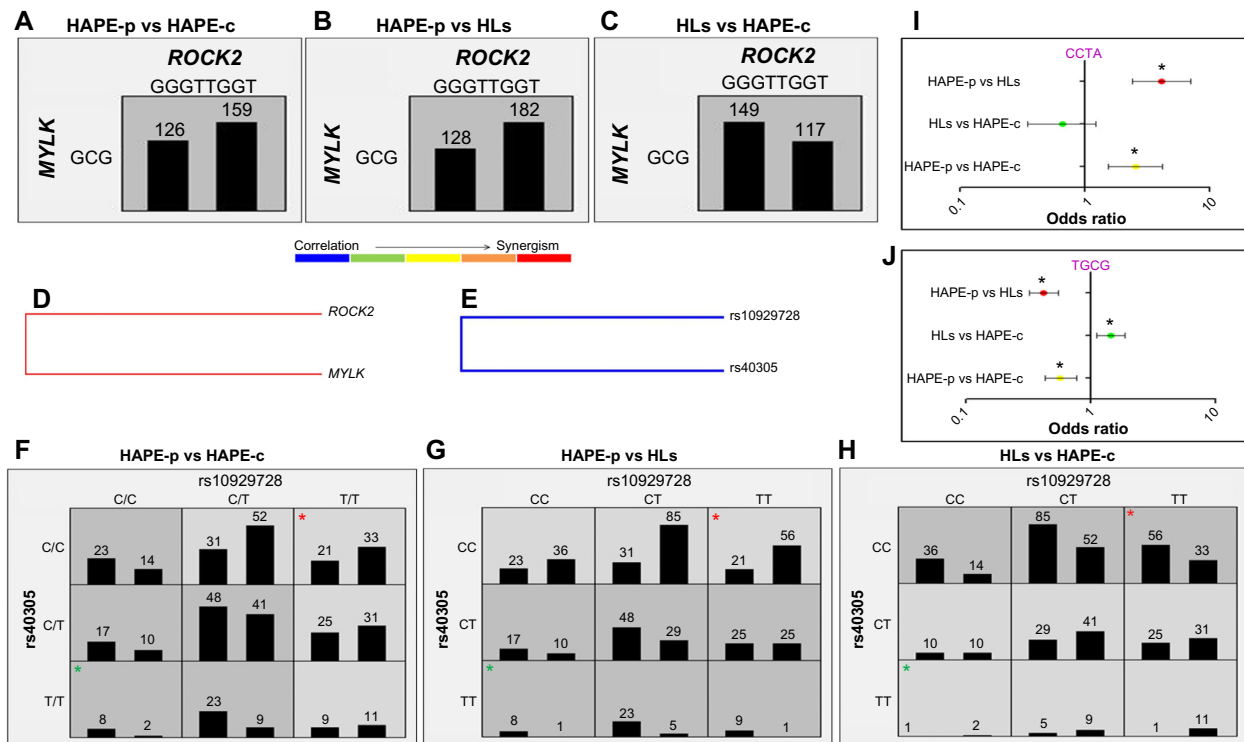 A
HAPE-p vs HAPE-c
ROCK2
GGGTTGGT
MYLK
GCG
126
159
B
HAPE-p vs HLs
ROCK2
GGGTTGGT
MYLK
GCG
128
182
C
HLs vs HAPE-c
ROCK2
GGGTTGGT
MYLK
GCG
149
117
Correlation
Synergism
D
ROCK2
MYLK
E
rs10929728
rs40305
I
CCTA
HAPE-p vs HLs
*
HLs vs HAPE-c
HAPE-p vs HAPE-c
*
0.1 1 10
Odds ratio
J
TGCG
HAPE-p vs HLs
*
HLs vs HAPE-c
*
HAPE-p vs HAPE-c
*
0.1 1 10
Odds ratio
F
HAPE-p vs HAPE-c
rs10929728
C/C C/T T/T
rs40305
*
C/C
23 14 31 52 21 33
C/T
17 10 48 41 25 31
*
T/T
8 2 23 9 9 11
G
HAPE-p vs HLs
rs10929728
CC CT TT
rs40305
*
CC
23 36 31 85 21 56
CT
17 10 48 29 25 25
*
TT
8 1 23 5 9 1
H
HLs vs HAPE-c
rs10929728
CC CT TT
rs40305
*
CC
36 14 85 52 56 33
CT
10 10 29 41 25 31
*
TT
1 2 5 9 1 11